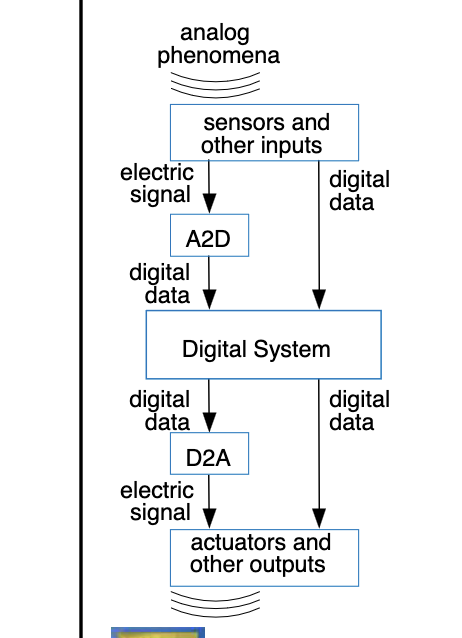 analog
phenomena
sensors and
other inputs
electric
signal
digital
data
A2D
digital
data
Digital System
digital
data
digital
data
D2A
electric
signal
actuators and
other outputs